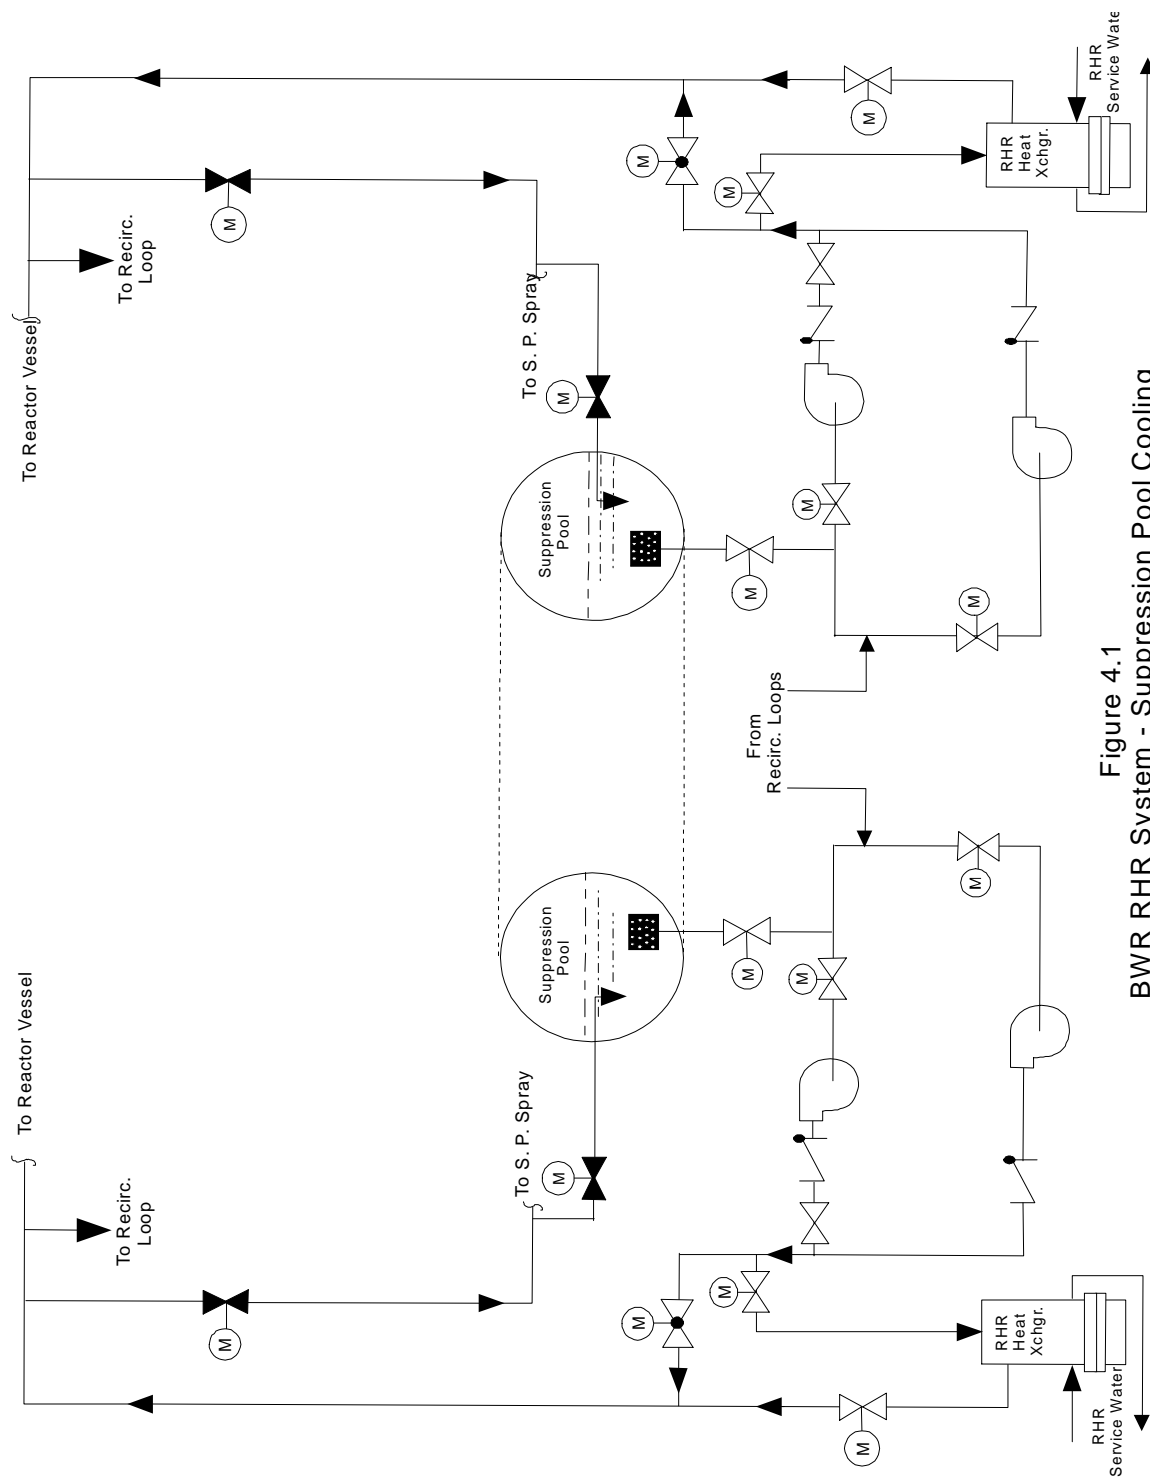 To Reactor Vessel
To Reactor Vessel
To Recirc.
Loop
To Recirc.
Loop
M
M
To S. P. Spray
To S. P. Spray
Suppression
Pool
Suppression
Pool
M
M
M
M
M
M
M
M
From
Recirc. Loops
M
M
M
M
M
M
RHR
Heat
Xchgr.
RHR
Heat
Xchgr.
RHR
Service Water
RHR
Service Wate
Figure 4.1
BWR RHR System - Suppression Pool Cooling